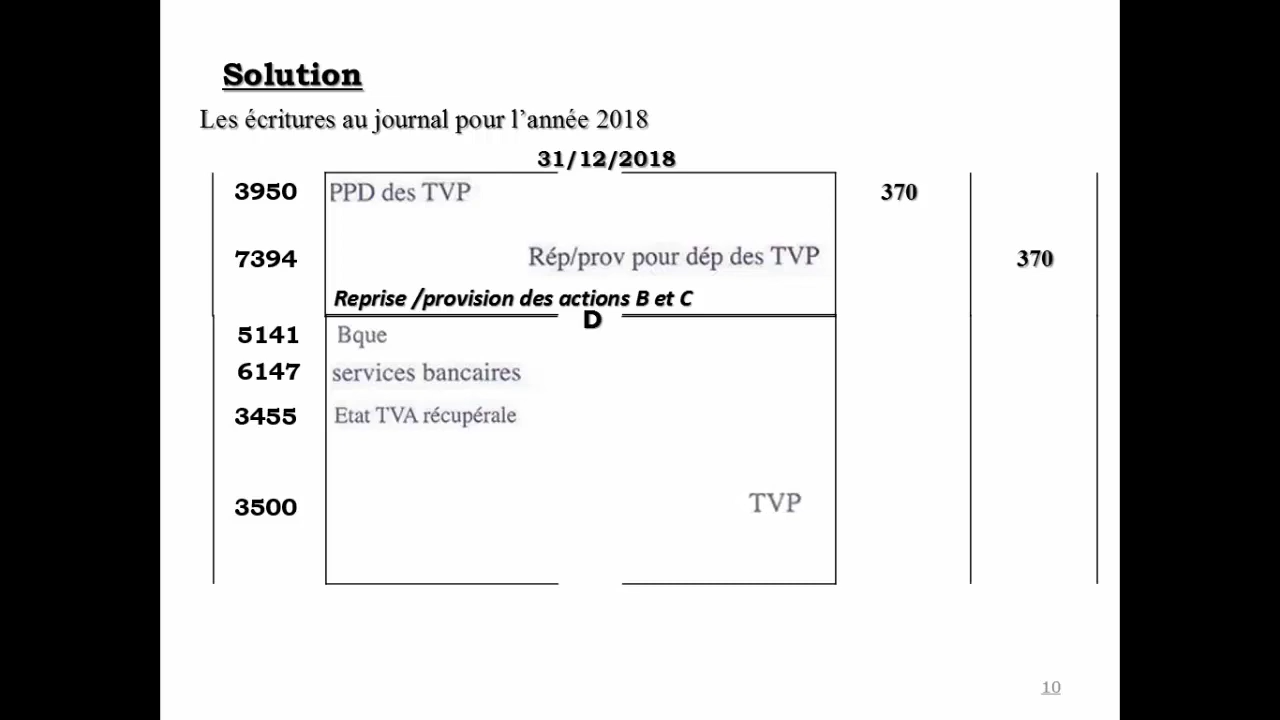 Solution
Les écritures au journal pour l’année 2018
31/12/2018
3950 PPD des TVP 370
7394 Rép/prov pour dép des TVP 370
Reprise /provision des actions B et C
D
5141 Bque
6147 services bancaires
3455 Etat TVA récupérale
3500 TVP
10